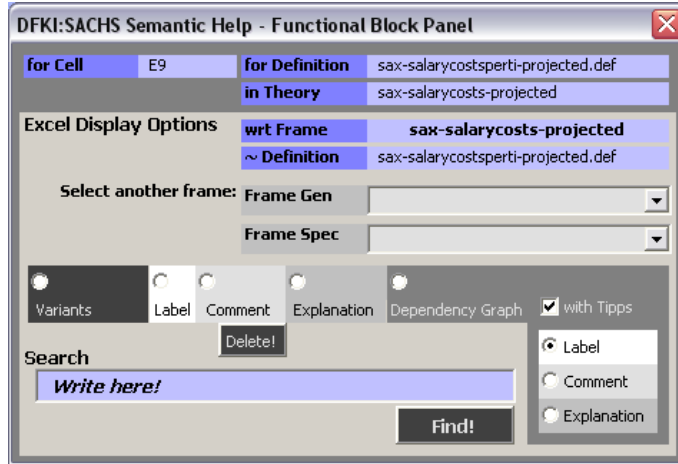 DFKI:SACHS Semantic Help - Functional Block Panel
for Cell E9 for Definition sax-salarycostsperti-projected.def
in Theory sax-salarycosts-projected
Excel Display Options wrt Frame sax-salarycosts-projected
~ Definition sax-salarycostsperti-projected.def
Select another frame: Frame Gen
Frame Spec
Variants Label Comment Explanation Dependency Graph with Tipps
Delete!
Label
Search
Comment
Write here!
Explanation
Find!